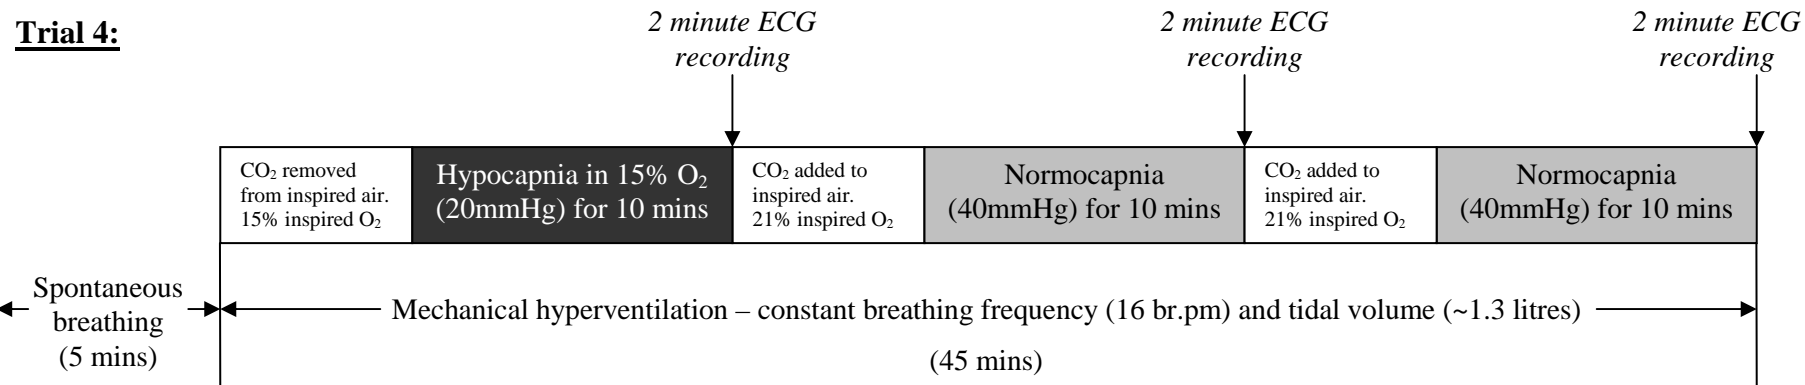 Trial 4:
2 minute ECG
recording
2 minute ECG
recording
2 minute ECG
recording
CO₂ removed
from inspired air.
15% inspired O₂
Hypocapnia in 15% O₂
(20mmHg) for 10 mins
CO₂ added to
inspired air.
21% inspired O₂
Normocapnia
(40mmHg) for 10 mins
CO₂ added to
inspired air.
21% inspired O₂
Normocapnia
(40mmHg) for 10 mins
Spontaneous
breathing
(5 mins)
Mechanical hyperventilation – constant breathing frequency (16 br.pm) and tidal volume (~1.3 litres)
(45 mins)